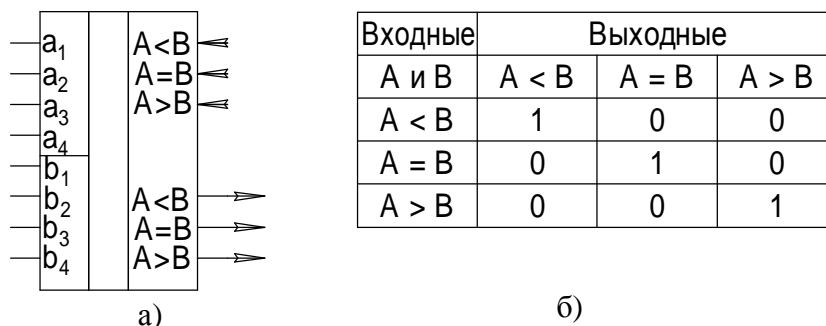 a1 A<B
a2 A=B
a3 A>B
a4
b1
b2 A<B
b3 A=B
b4 A>B
а)
Входные Выходные
А и В А < В А = В А > В
А < В 1 0 0
А = В 0 1 0
А > В 0 0 1
б)